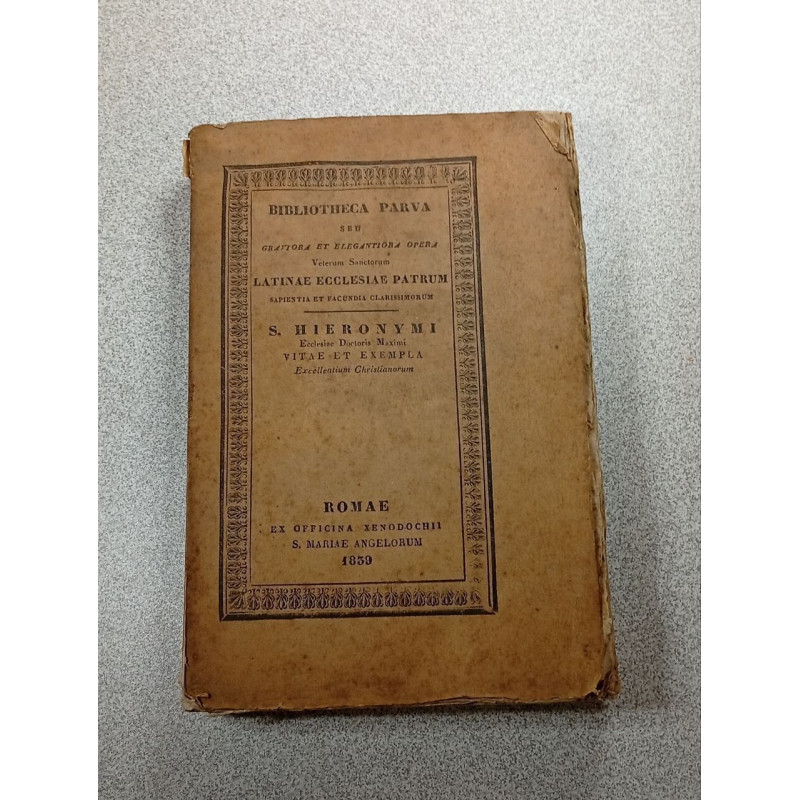 BIBLIOTHECA PARVA
SEU
GRAVIORA ET ELEGANTIORA OPERA
Veterum Sanctorum
LATINAE ECCLESIAE PATRUM
SAPIENTIA ET FACUNDIA CLARISSIMORUM
S. HIERONYMI
Ecclesiae Doctoris Maximi
VITAE ET EXEMPLA
Excellentium Christianorum
ROMAE
EX OFFICINA XENODOCHII
S. MARIAE ANGELORUM
1839